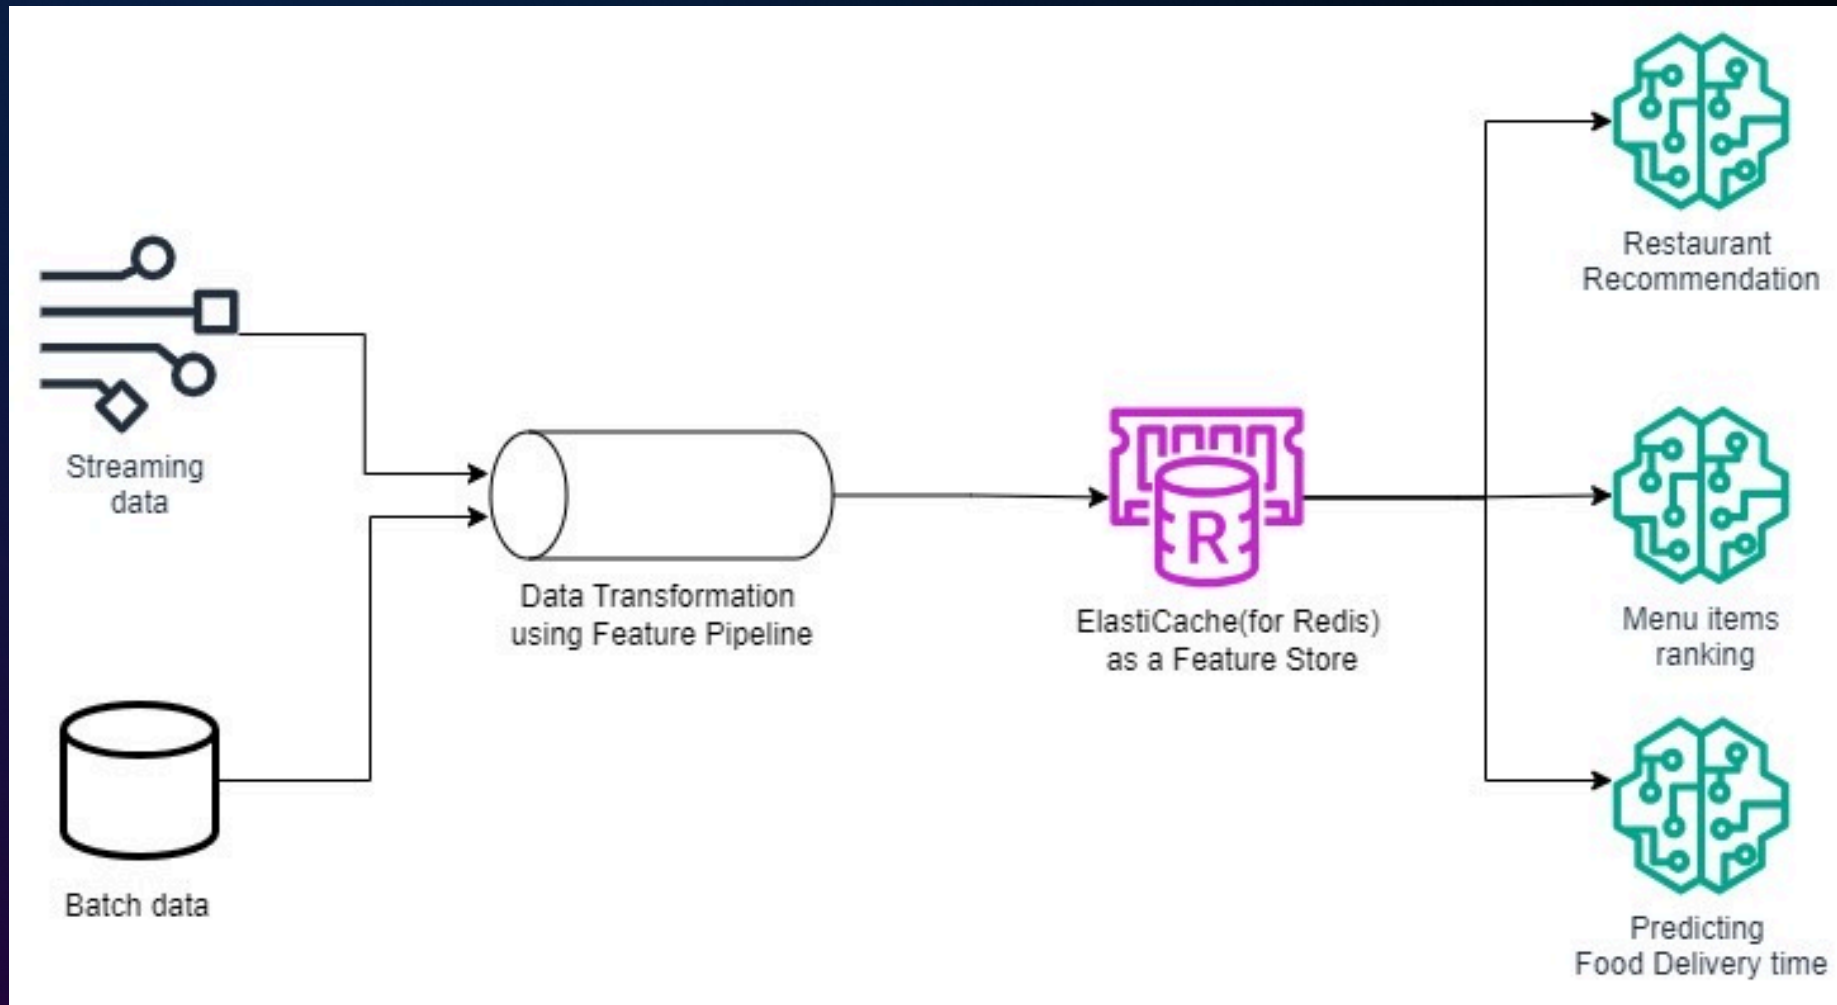 Streaming
data
Batch data
Data Transformation
using Feature Pipeline
R
ElastiCache(for Redis)
as a Feature Store
Restaurant
Recommendation
Menu items
ranking
Predicting
Food Delivery time